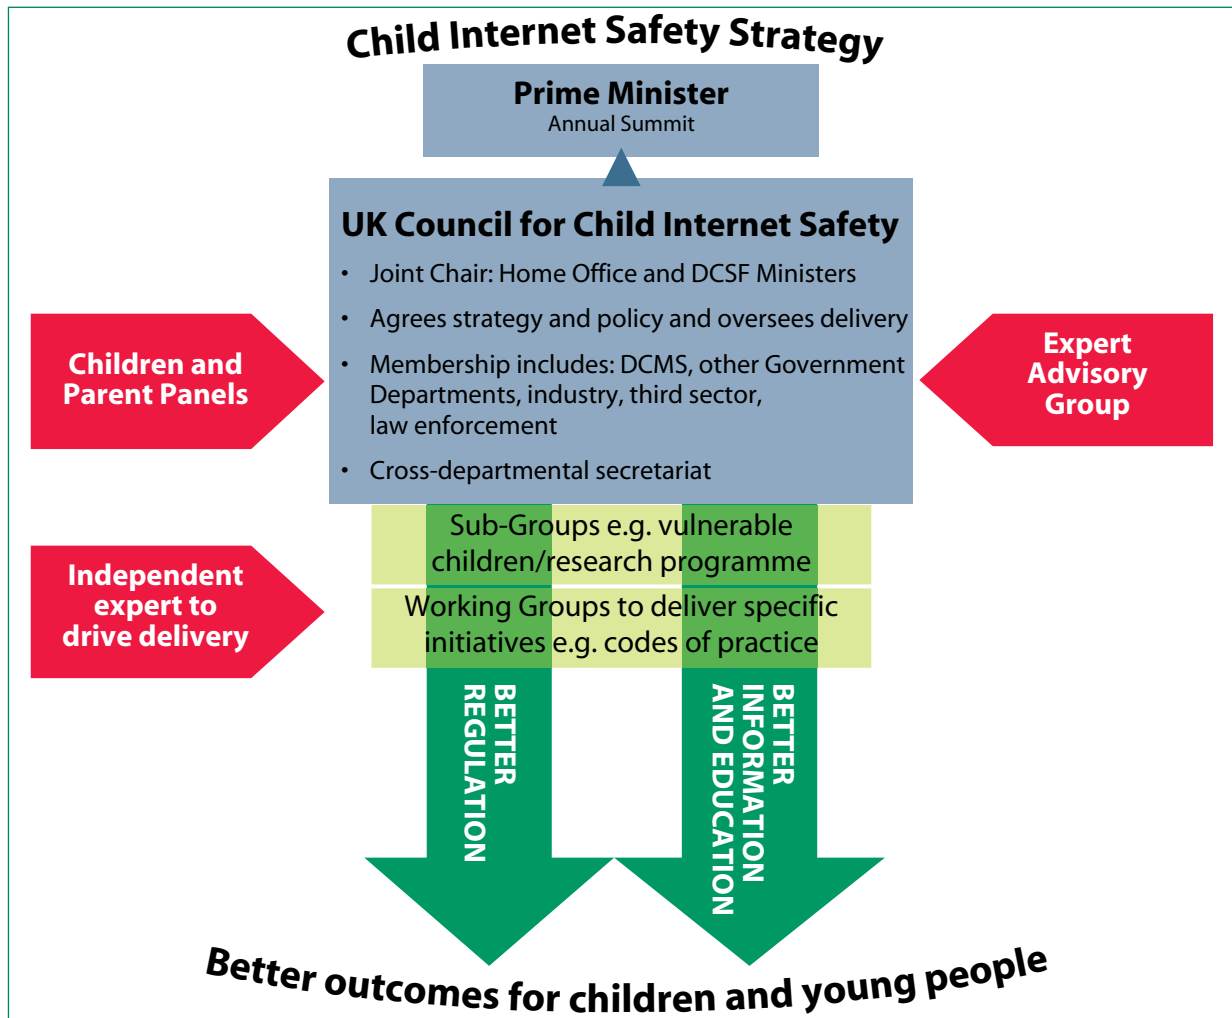 Child Internet Safety Strategy
Prime Minister
Annual Summit
UK Council for Child Internet Safety
• Joint Chair: Home Office and DCSF Ministers
• Agrees strategy and policy and oversees delivery
• Membership includes: DCMS, other Government
Departments, industry, third sector,
law enforcement
• Cross-departmental secretariat
Children and
Parent Panels
Expert
Advisory
Group
Sub-Groups e.g. vulnerable
children/research programme
Independent
expert to
drive delivery
Working Groups to deliver specific
initiatives e.g. codes of practice
BETTER
REGULATION
BETTER
INFORMATION
AND EDUCATION
Better outcomes for children and young people